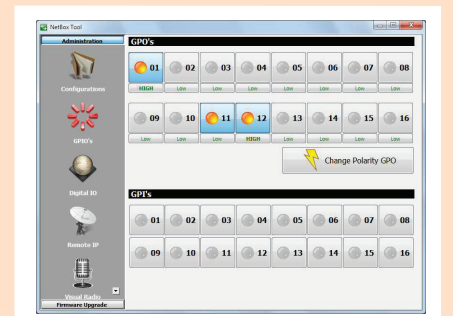 NetBox Tool
Administration
Configurations
GPIO's
Digital IO
Remote IP
Visual Radio
Firmware Upgrade
GPO's
01 02 03 04 05 06 07 08
HIGH Low Low Low Low Low Low Low
09 10 11 12 13 14 15 16
Low Low Low HIGH Low Low Low Low
Change Polarity GPO
GPI's
01 02 03 04 05 06 07 08
09 10 11 12 13 14 15 16